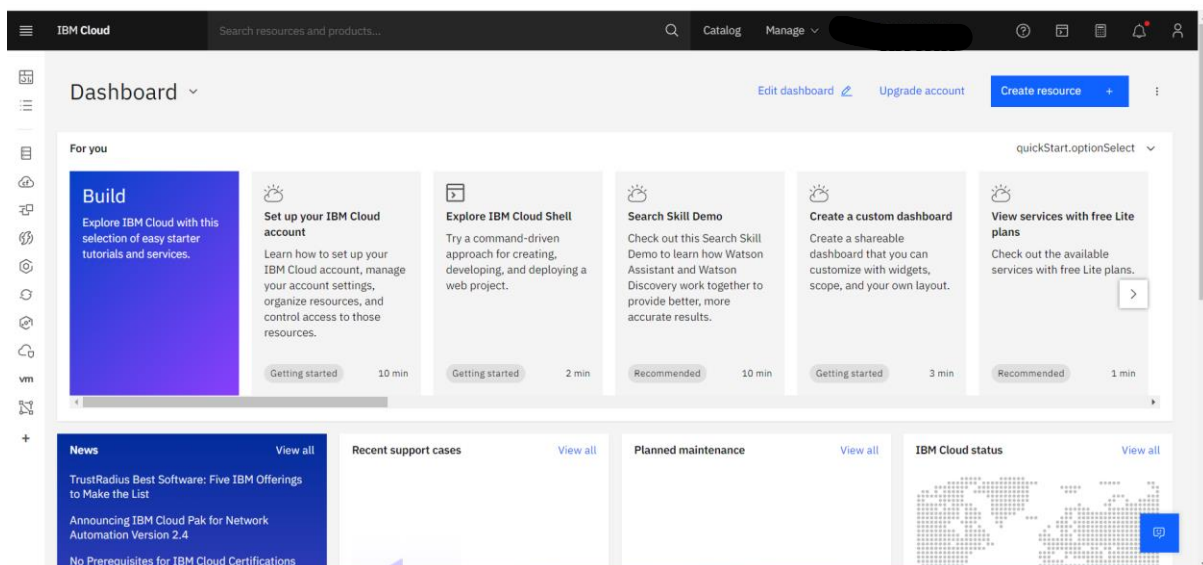 IBM Cloud
Search resources and products...
Catalog
Manage
Dashboard
Edit dashboard
Upgrade account
Create resource +
For you
quickStart.optionSelect
Build
Explore IBM Cloud with this
selection of easy starter
tutorials and services.
Set up your IBM Cloud
account
Learn how to set up your
IBM Cloud account, manage
your account settings,
organize resources, and
control access to those
resources.
Getting started
10 min
Explore IBM Cloud Shell
Try a command-driven
approach for creating,
developing, and deploying a
web project.
Getting started
2 min
Search Skill Demo
Check out this Search Skill
Demo to learn how Watson
Assistant and Watson
Discovery work together to
provide better, more
accurate results.
Recommended
10 min
Create a custom dashboard
Create a shareable
dashboard that you can
customize with widgets,
scope, and your own layout.
Getting started
3 min
View services with free Lite
plans
Check out the available
services with free Lite plans.
Recommended
1 min
vm
News
View all
TrustRadius Best Software: Five IBM Offerings
to Make the List
Announcing IBM Cloud Pak for Network
Automation Version 2.4
No Prerequisites for IBM Cloud Certifications
Recent support cases
View all
Planned maintenance
View all
IBM Cloud status
View all